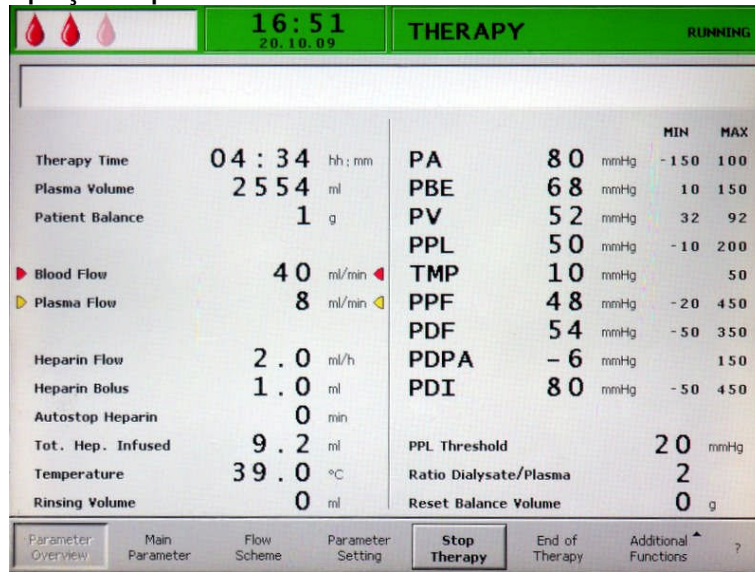 16:51
20.10.09
THERAPY
RUNNING
MIN MAX
Therapy Time 04:34 hh:mm
Plasma Volume 2554 ml
Patient Balance 1 g
Blood Flow 40 ml/min
Plasma Flow 8 ml/min
Heparin Flow 2.0 ml/h
Heparin Bolus 1.0 ml
Autostop Heparin 0 min
Tot. Hep. Infused 9.2 ml
Temperature 39.0 °C
Rinsing Volume 0 ml
PA 80 mmHg -150 100
PBE 68 mmHg 10 150
PV 52 mmHg 32 92
PPL 50 mmHg -10 200
TMP 10 mmHg 50
PPF 48 mmHg -20 450
PDF 54 mmHg -50 350
PDPA -6 mmHg 150
PDI 80 mmHg -50 450
PPL Threshold 20 mmHg
Ratio Dialysate/Plasma 2
Reset Balance Volume 0 g
Parameter Overview
Main Parameter
Flow Scheme
Parameter Setting
Stop Therapy
End of Therapy
Additional Functions
?